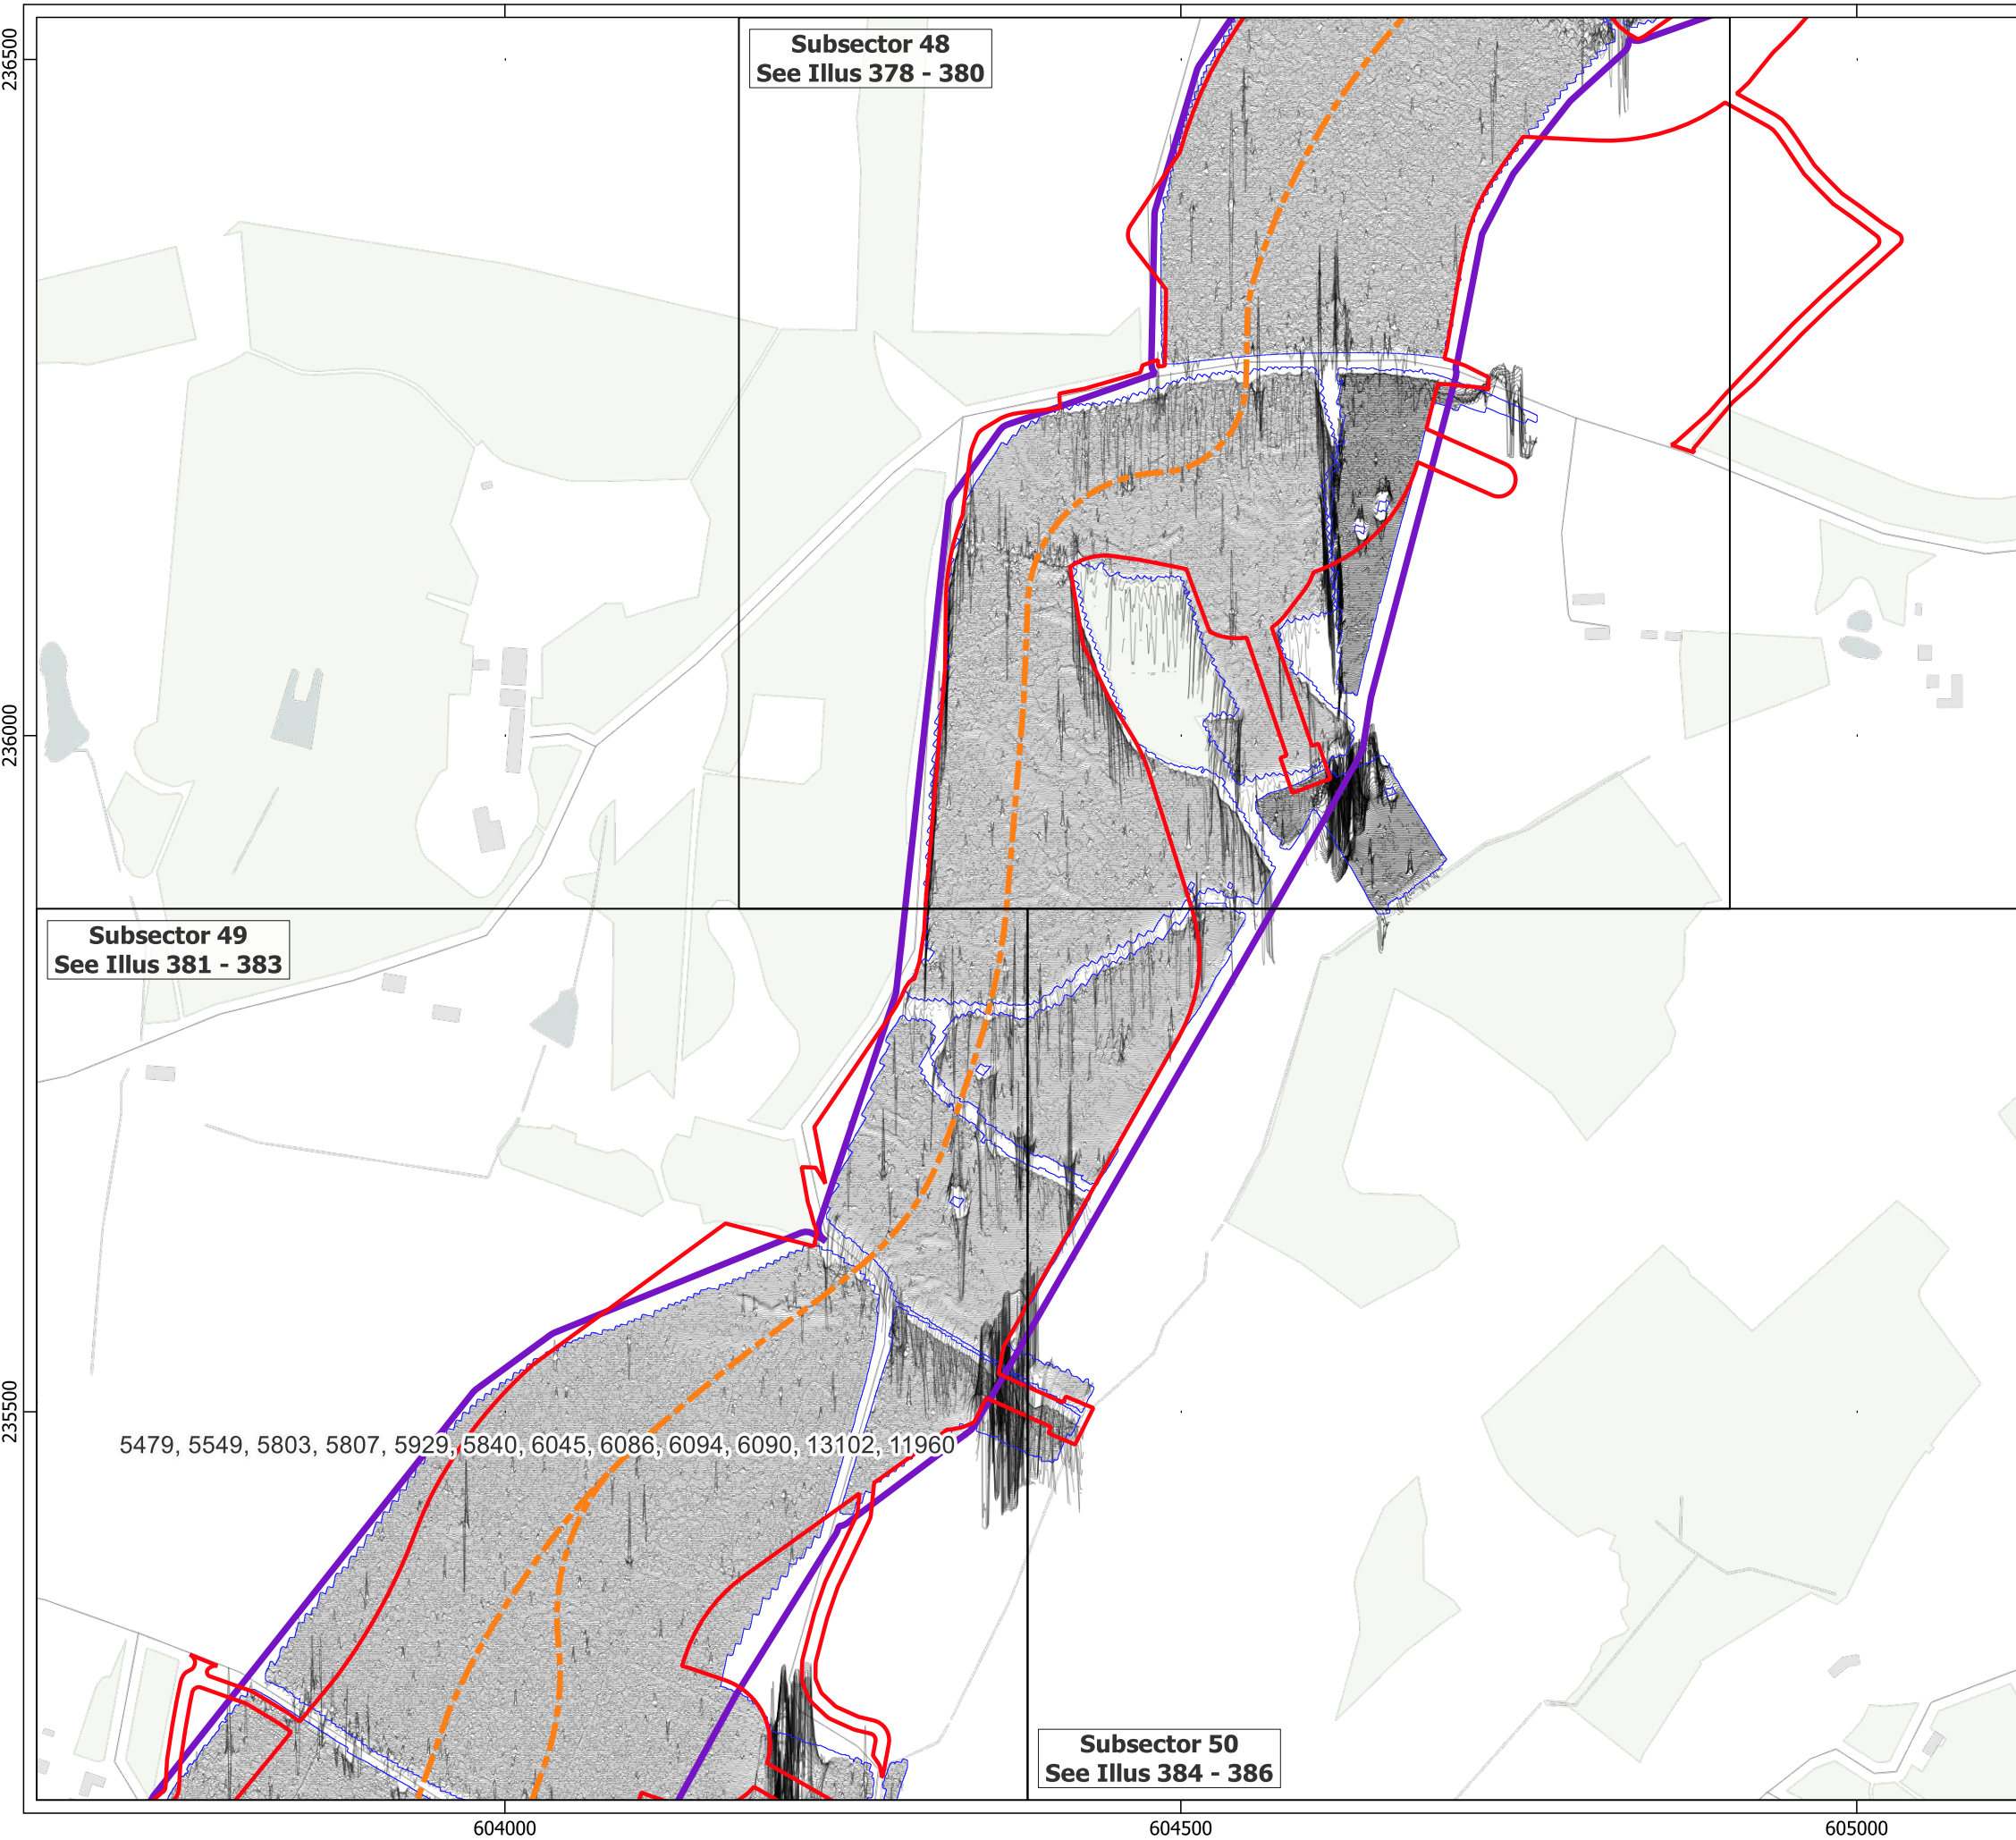 Subsector 48
See Illus 378 - 380
236500
236000
Subsector 49
See Illus 381 - 383
5479, 5549, 5803, 5807, 5929, 5840, 6045, 6086, 6094, 6090, 13102, 11960
235500
Subsector 50
See Illus 384 - 386
604000
604500
605000